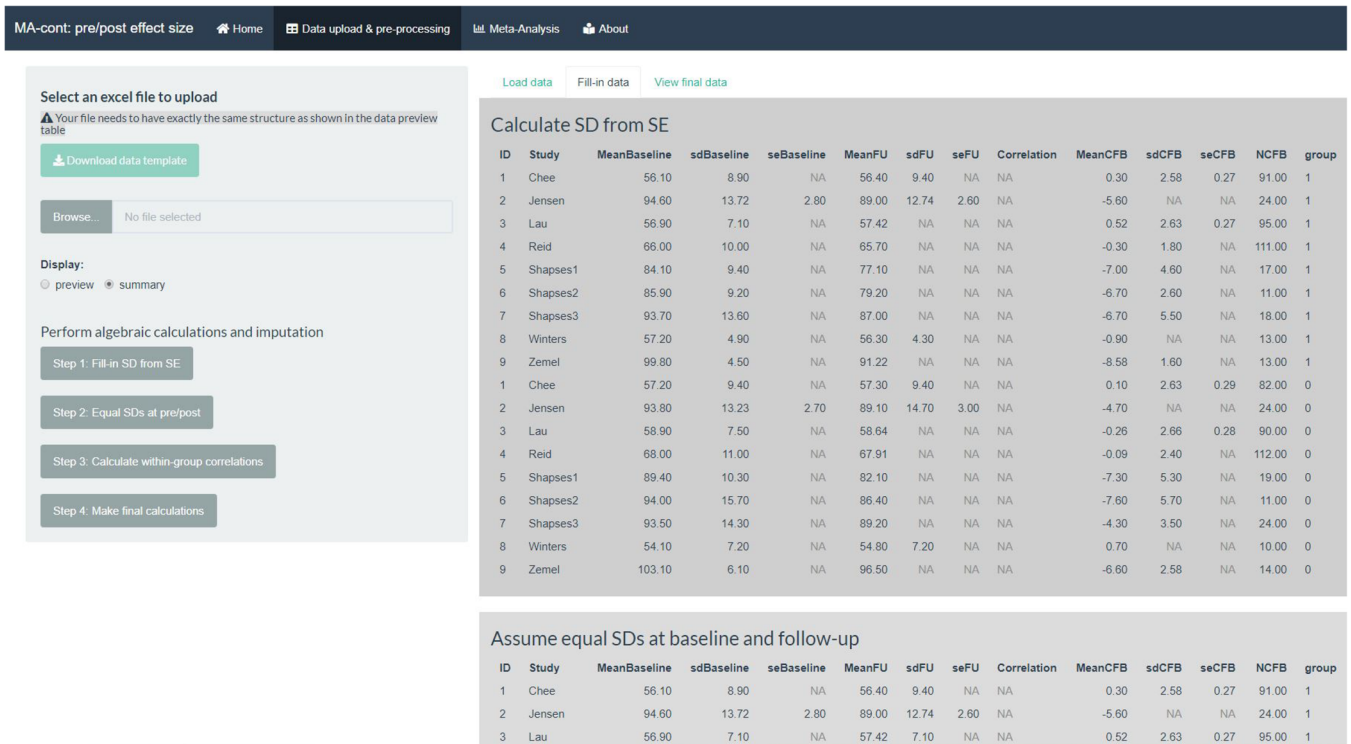 MA-cont: pre/post effect size Home Data upload & pre-processing Meta-Analysis About
Select an excel file to upload
Your file needs to have exactly the same structure as shown in the data preview
table
Download data template
Browse... No file selected
Display:
preview summary
Perform algebraic calculations and imputation
Step 1: Fill-in SD from SE
Step 2: Equal SDs at pre/post
Step 3: Calculate within-group correlations
Step 4: Make final calculations
Load data Fill-in data View final data
Calculate SD from SE
ID Study MeanBaseline sdBaseline seBaseline MeanFU sdFU seFU Correlation MeanCFB sdCFB seCFB NCFB group
1 Chee 56.10 8.90 NA 56.40 9.40 NA NA 0.30 2.58 0.27 91.00 1
2 Jensen 94.60 13.72 2.80 89.00 12.74 2.60 NA -5.60 NA NA 24.00 1
3 Lau 56.90 7.10 NA 57.42 NA NA NA 0.52 2.63 0.27 95.00 1
4 Reid 66.00 10.00 NA 65.70 NA NA NA -0.30 1.80 NA 111.00 1
5 Shapses1 84.10 9.40 NA 77.10 NA NA NA -7.00 4.60 NA 17.00 1
6 Shapses2 85.90 9.20 NA 79.20 NA NA NA -6.70 2.60 NA 11.00 1
7 Shapses3 93.70 13.60 NA 87.00 NA NA NA -6.70 5.50 NA 18.00 1
8 Winters 57.20 4.90 NA 56.30 4.30 NA NA -0.90 NA NA 13.00 1
9 Zemel 99.80 4.50 NA 91.22 NA NA NA -8.58 1.60 NA 13.00 1
1 Chee 57.20 9.40 NA 57.30 9.40 NA NA 0.10 2.63 0.29 82.00 0
2 Jensen 93.80 13.23 2.70 89.10 14.70 3.00 NA -4.70 NA NA 24.00 0
3 Lau 58.90 7.50 NA 58.64 NA NA NA -0.26 2.66 0.28 90.00 0
4 Reid 68.00 11.00 NA 67.91 NA NA NA -0.09 2.40 NA 112.00 0
5 Shapses1 89.40 10.30 NA 82.10 NA NA NA -7.30 5.30 NA 19.00 0
6 Shapses2 94.00 15.70 NA 86.40 NA NA NA -7.60 5.70 NA 11.00 0
7 Shapses3 93.50 14.30 NA 89.20 NA NA NA -4.30 3.50 NA 24.00 0
8 Winters 54.10 7.20 NA 54.80 7.20 NA NA 0.70 NA NA 10.00 0
9 Zemel 103.10 6.10 NA 96.50 NA NA NA -6.60 2.58 NA 14.00 0
Assume equal SDs at baseline and follow-up
ID Study MeanBaseline sdBaseline seBaseline MeanFU sdFU seFU Correlation MeanCFB sdCFB seCFB NCFB group
1 Chee 56.10 8.90 NA 56.40 9.40 NA NA 0.30 2.58 0.27 91.00 1
2 Jensen 94.60 13.72 2.80 89.00 12.74 2.60 NA -5.60 NA NA 24.00 1
3 Lau 56.90 7.10 NA 57.42 7.10 NA NA 0.52 2.63 0.27 95.00 1